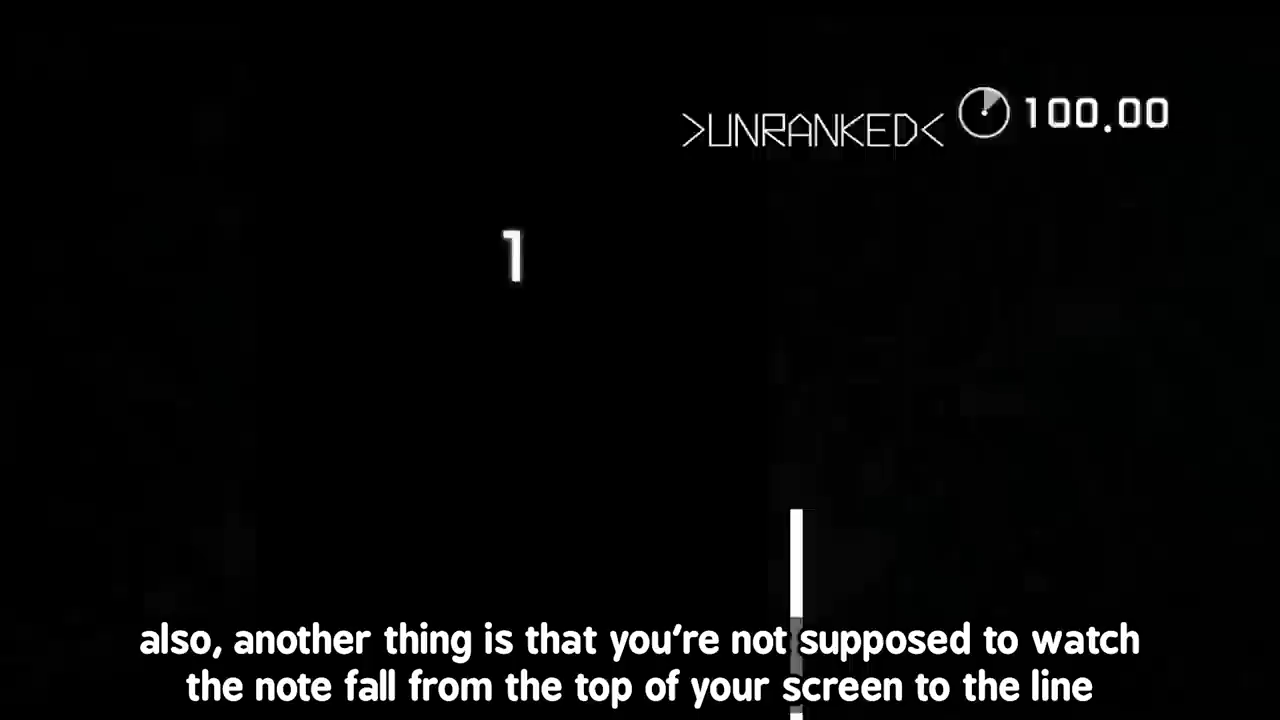 >UNRANKED<
100.00
1
also, another thing is that you're not supposed to watch
the note fall from the top of your screen to the line